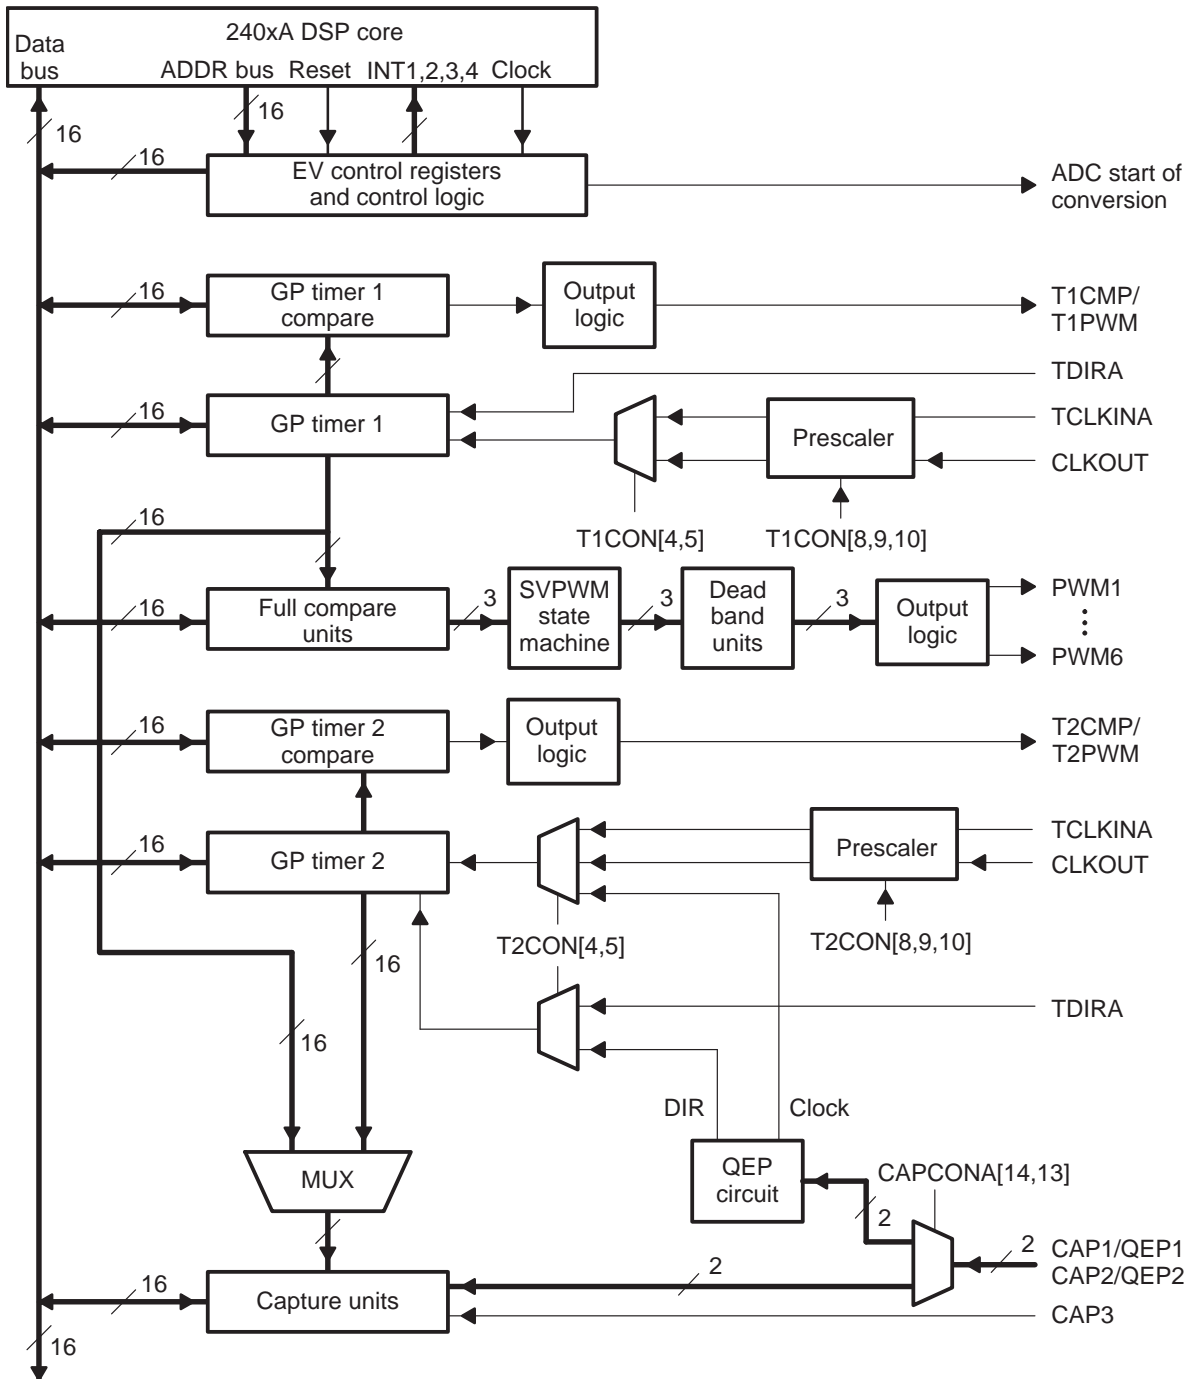 240xA DSP core
Data
bus
ADDR bus
Reset
INT1,2,3,4
Clock
16
16
16
EV control registers
and control logic
ADC start of
conversion
16
GP timer 1
compare
Output
logic
T1CMP/
T1PWM
TDIRA
16
GP timer 1
Prescaler
TCLKINA
CLKOUT
T1CON[4,5]
T1CON[8,9,10]
16
16
Full compare
units
3
SVPWM
state
machine
3
Dead
band
units
3
Output
logic
PWM1
PWM6
16
GP timer 2
compare
Output
logic
T2CMP/
T2PWM
16
GP timer 2
Prescaler
TCLKINA
CLKOUT
T2CON[4,5]
T2CON[8,9,10]
16
TDIRA
16
DIR
Clock
MUX
QEP
circuit
CAPCONA[14,13]
2
2
CAP1/QEP1
CAP2/QEP2
2
16
Capture units
CAP3
16